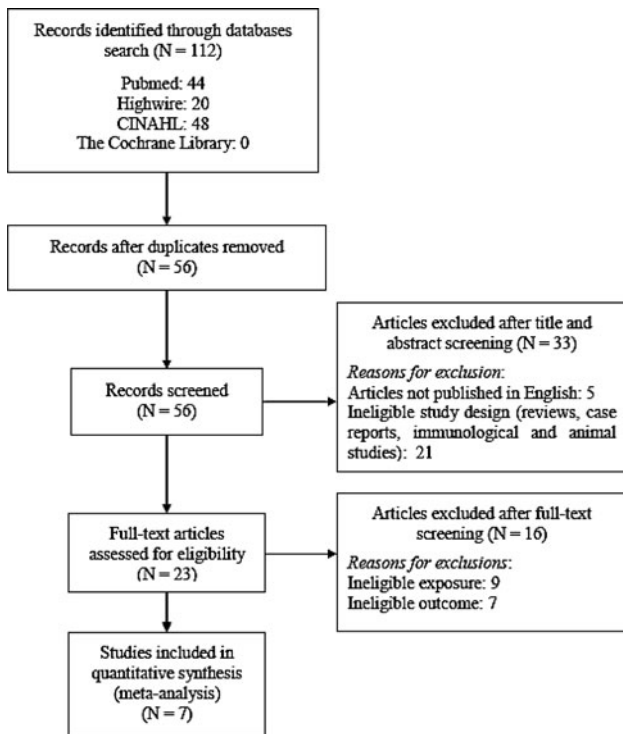 Records identified through databases
search (N = 112)
Pubmed: 44
Highwire: 20
CINAHL: 48
The Cochrane Library: 0
Records after duplicates removed
(N = 56)
Records screened
(N = 56)
Articles excluded after title and
abstract screening (N = 33)
Reasons for exclusion:
Articles not published in English: 5
Ineligible study design (reviews, case
reports, immunological and animal
studies): 21
Full-text articles
assessed for eligibility
(N = 23)
Articles excluded after full-text
screening (N = 16)
Reasons for exclusions:
Ineligible exposure: 9
Ineligible outcome: 7
Studies included in
quantitative synthesis
(meta-analysis)
(N = 7)